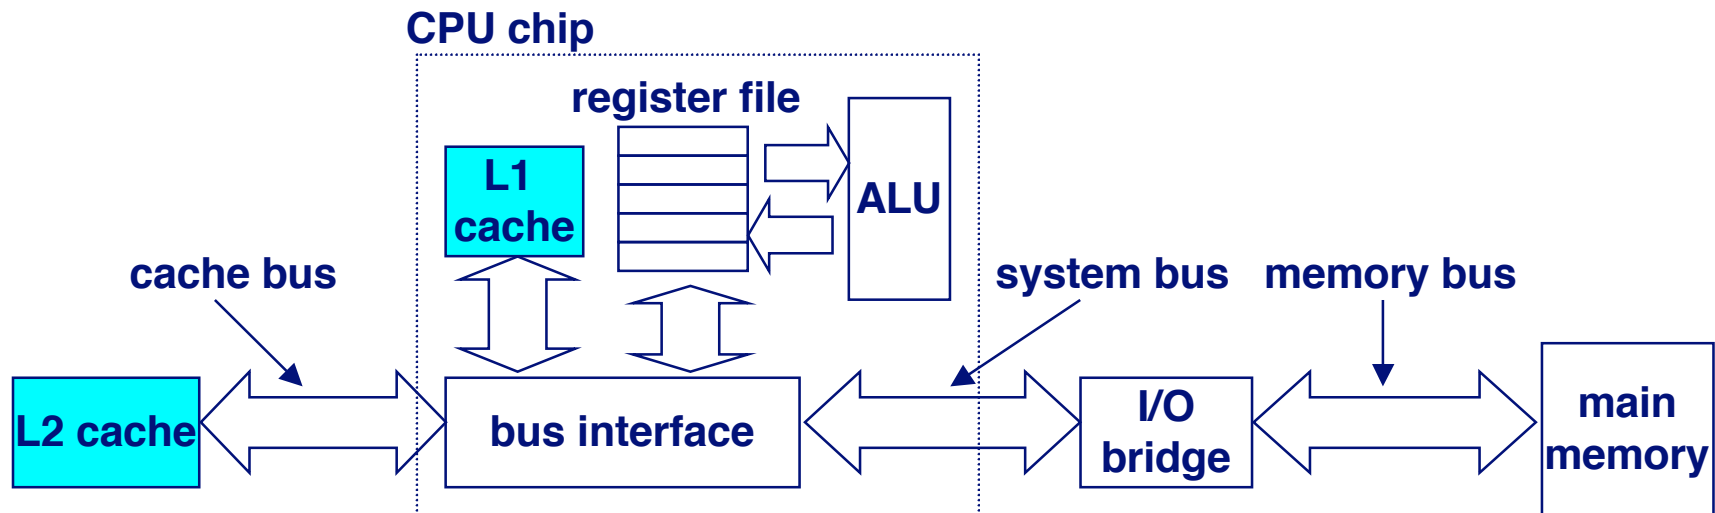 CPU chip
register file
L1
cache
ALU
cache bus
system bus
memory bus
L2 cache
bus interface
I/O
bridge
main
memory